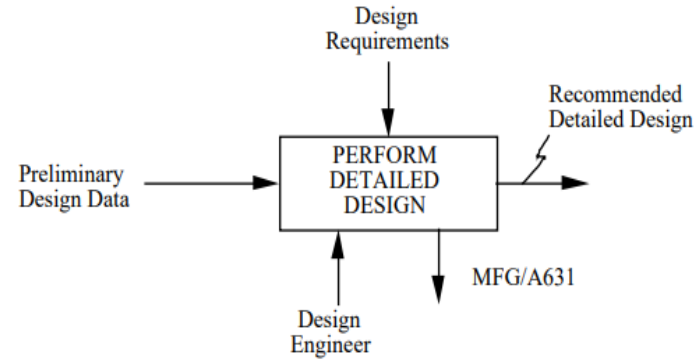 Design
Requirements
Recommended
Detailed Design
PERFORM
DETAILED
DESIGN
Preliminary
Design Data
MFG/A631
Design
Engineer